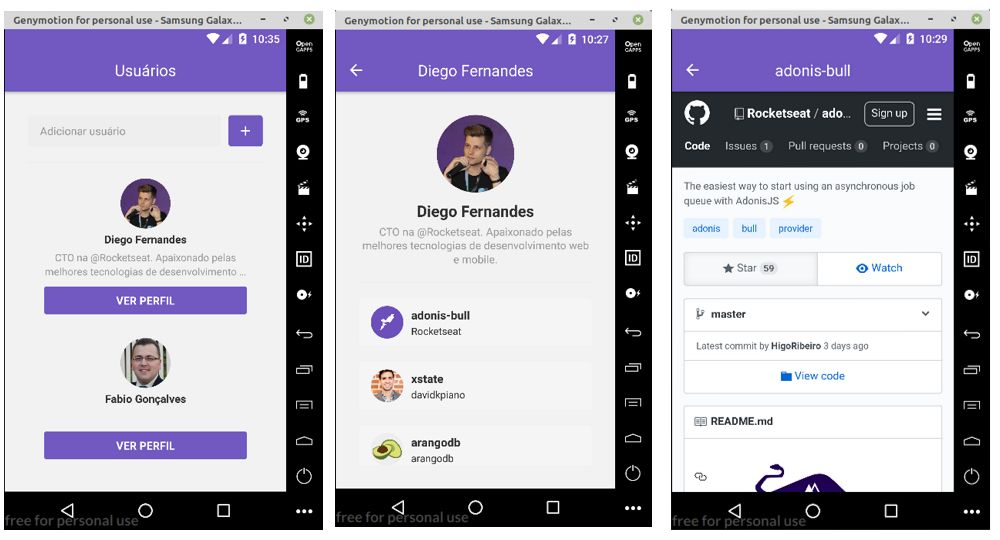 Genymotion for personal use - Samsung Galax...
10:35
Usuários
Adicionar usuário
+
Diego Fernandes
CTO na @Rocketseat. Apaixonado pelas
melhores tecnologias de desenvolvimento ...
VER PERFIL
Fabio Gonçalves
VER PERFIL
free for personal use
Open
GAPPS
GPS
ID
Genymotion for personal use - Samsung Galax...
10:27
Diego Fernandes
Diego Fernandes
CTO na @Rocketseat. Apaixonado pelas
melhores tecnologias de desenvolvimento web
e mobile.
adonis-bull
Rocketseat
xstate
davidkpiano
arangodb
arangodb
free for personal use
Open
GAPPS
GPS
ID
Genymotion for personal use - Samsung Galax...
10:29
adonis-bull
Rocketseat / ado...
Sign up
Code Issues 1 Pull requests 0 Projects 0
The easiest way to start using an asynchronous job
queue with AdonisJS ⚡
adonis bull provider
Star 59 Watch
master
Latest commit by HigoRibeiro 3 days ago
View code
README.md
free for personal use
Open
GAPPS
GPS
ID